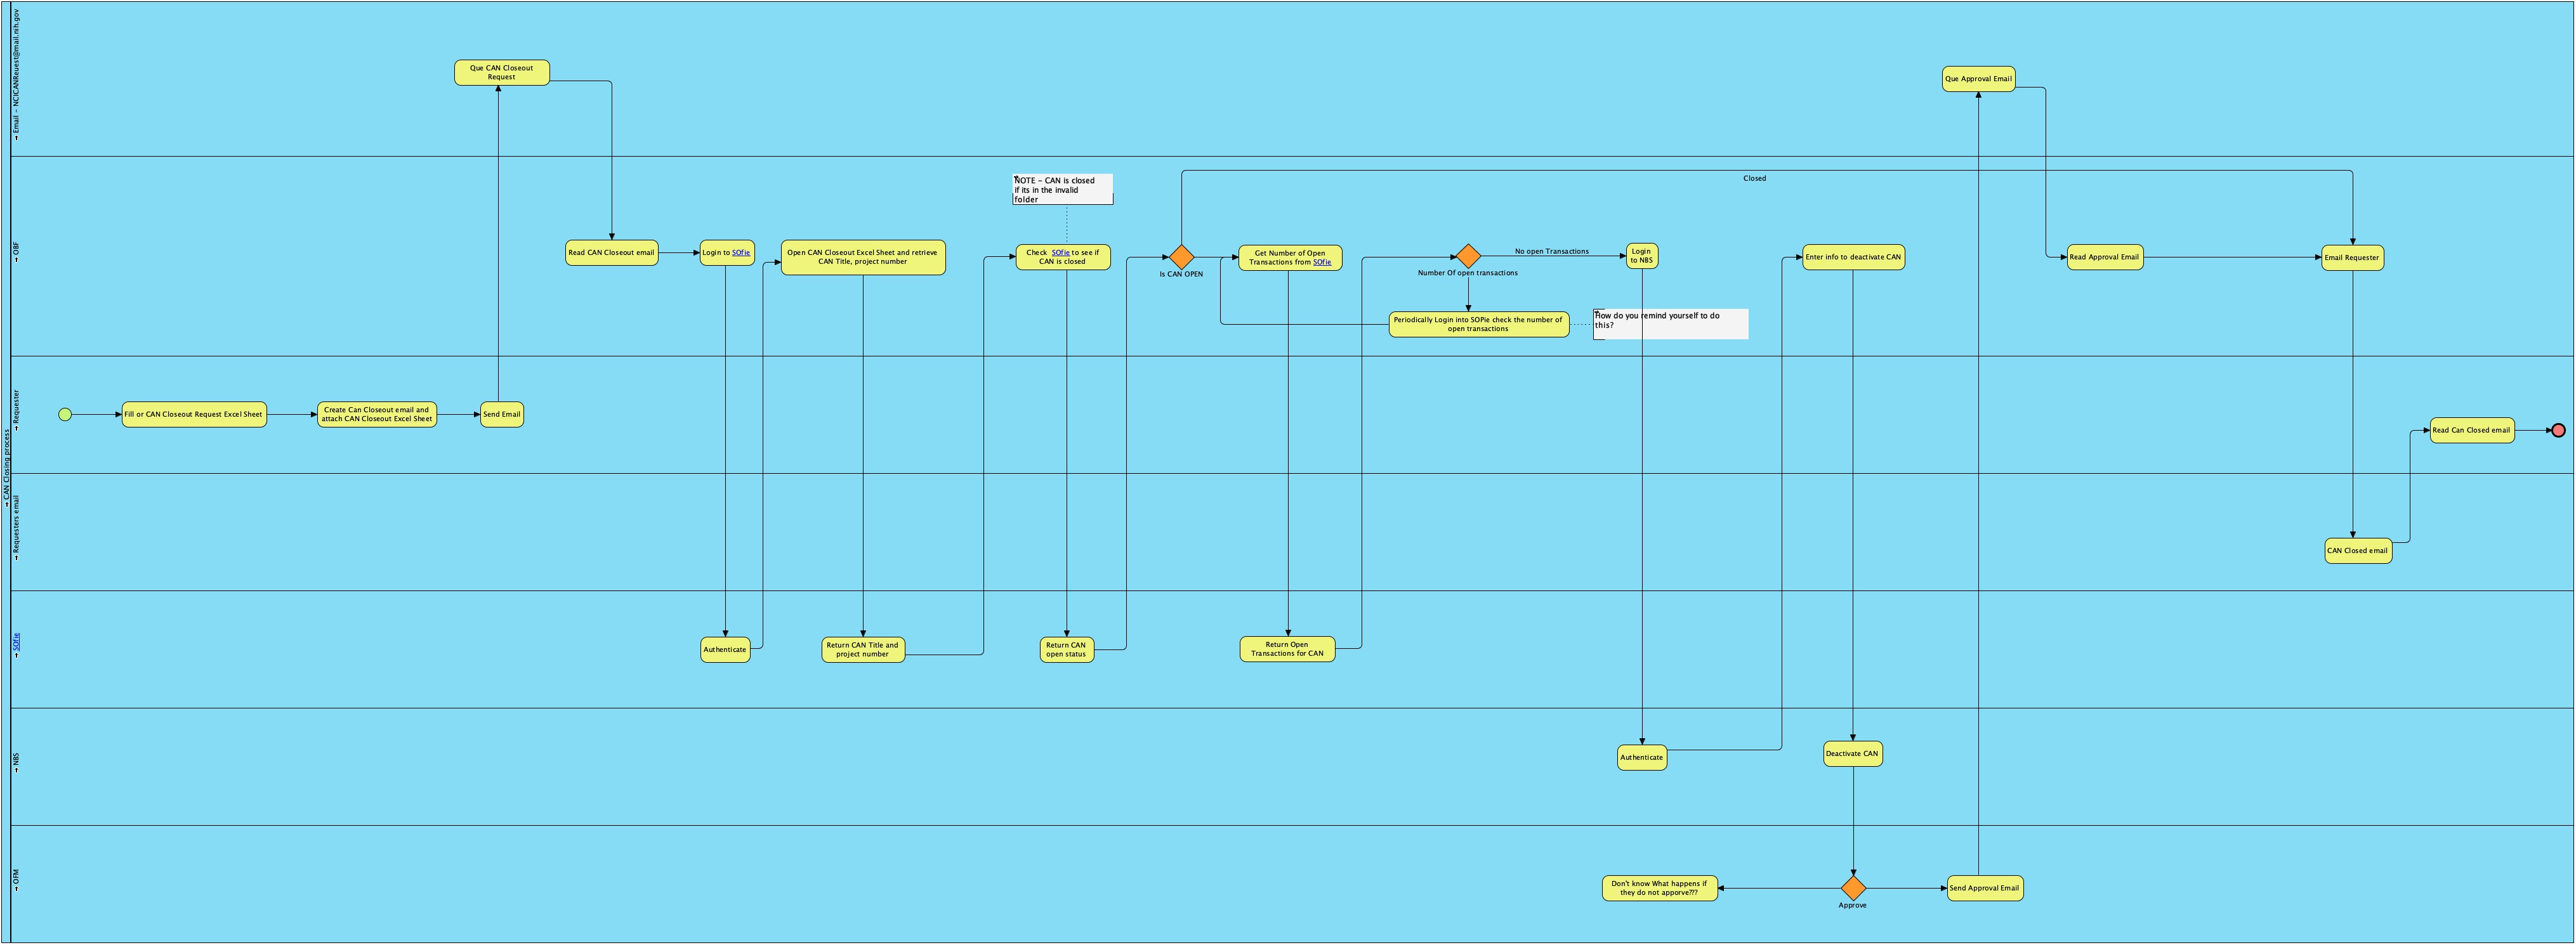 CAN Closing process
Email - NCICANReuest@mail.nih.gov
Que CAN Closeout
Request
Que Approval Email
OBF
NOTE - CAN is closed
if its in the invalid
folder
Closed
Read CAN Closeout email
Login to SOfie
Open CAN Closeout Excel Sheet and retrieve
CAN Title, project number
Check SOfie to see if
CAN is closed
Is CAN OPEN
Get Number of Open
Transactions from SOfie
Number Of open transactions
No open Transactions
Login
to NBS
Enter info to deactivate CAN
Read Approval Email
Email Requester
Periodically Login into SOPie check the number of
open transactions
How do you remind yourself to do
this?
Requester
Fill or CAN Closeout Request Excel Sheet
Create Can Closeout email and
attach CAN Closeout Excel Sheet
Send Email
Read Can Closed email
Requesters email
CAN Closed email
SOfie
Authenticate
Return CAN Title and
project number
Return CAN
open status
Return Open
Transactions for CAN
NBS
Authenticate
Deactivate CAN
OFM
Don't know What happens if
they do not apporve???
Approve
Send Approval Email